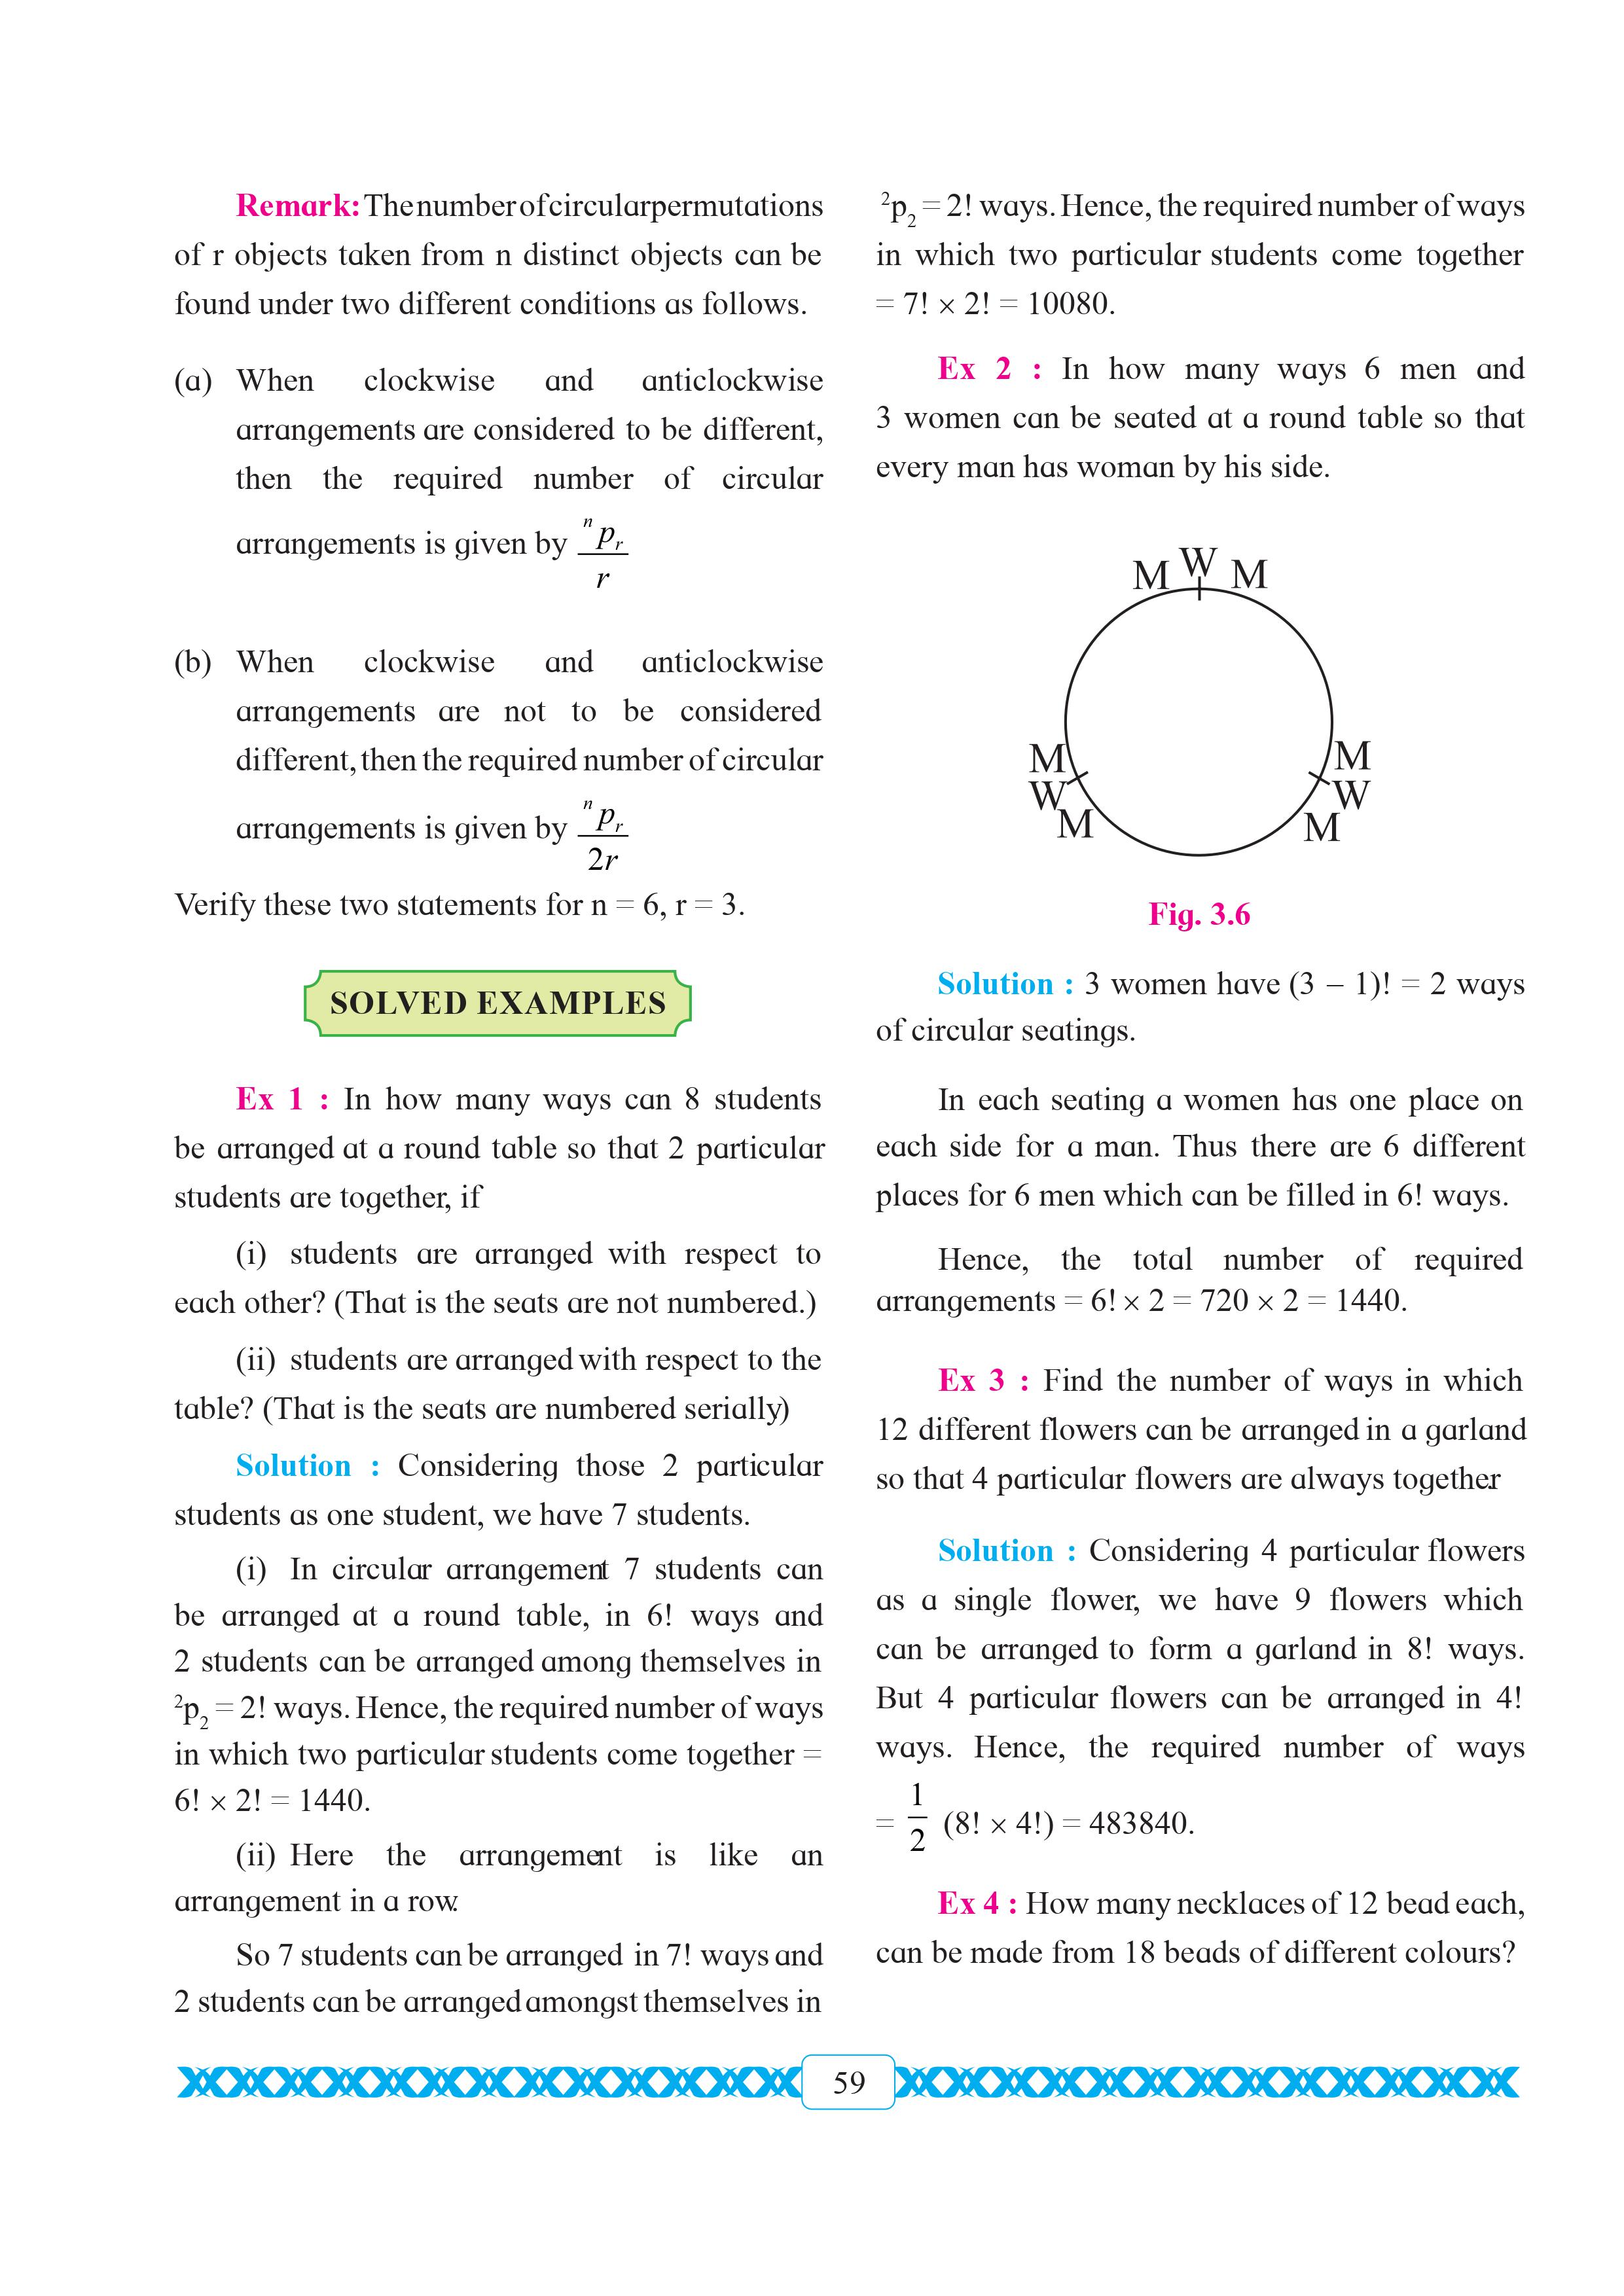 Remark: The number of circular permutations
of r objects taken from n distinct objects can be
found under two different conditions as follows.
(a) When clockwise and anticlockwise
arrangements are considered to be different,
then the required number of circular
arrangements is given by ⁿpᵣ / r
(b) When clockwise and anticlockwise
arrangements are not to be considered
different, then the required number of circular
arrangements is given by ⁿpᵣ / 2r
Verify these two statements for n = 6, r = 3.
SOLVED EXAMPLES
Ex 1 : In how many ways can 8 students
be arranged at a round table so that 2 particular
students are together, if
(i) students are arranged with respect to
each other? (That is the seats are not numbered.)
(ii) students are arranged with respect to the
table? (That is the seats are numbered serially)
Solution : Considering those 2 particular
students as one student, we have 7 students.
(i) In circular arrangement 7 students can
be arranged at a round table, in 6! ways and
2 students can be arranged among themselves in
²p₂ = 2! ways. Hence, the required number of ways
in which two particular students come together =
6! × 2! = 1440.
(ii) Here the arrangement is like an
arrangement in a row.
So 7 students can be arranged in 7! ways and
2 students can be arranged amongst themselves in
²p₂ = 2! ways. Hence, the required number of ways
in which two particular students come together
= 7! × 2! = 10080.
Ex 2 : In how many ways 6 men and
3 women can be seated at a round table so that
every man has woman by his side.
M W M
M
W
M
M
W
M
Fig. 3.6
Solution : 3 women have (3 – 1)! = 2 ways
of circular seatings.
In each seating a women has one place on
each side for a man. Thus there are 6 different
places for 6 men which can be filled in 6! ways.
Hence, the total number of required
arrangements = 6! × 2 = 720 × 2 = 1440.
Ex 3 : Find the number of ways in which
12 different flowers can be arranged in a garland
so that 4 particular flowers are always together.
Solution : Considering 4 particular flowers
as a single flower, we have 9 flowers which
can be arranged to form a garland in 8! ways.
But 4 particular flowers can be arranged in 4!
ways. Hence, the required number of ways
= 1/2 (8! × 4!) = 483840.
Ex 4 : How many necklaces of 12 bead each,
can be made from 18 beads of different colours?
59